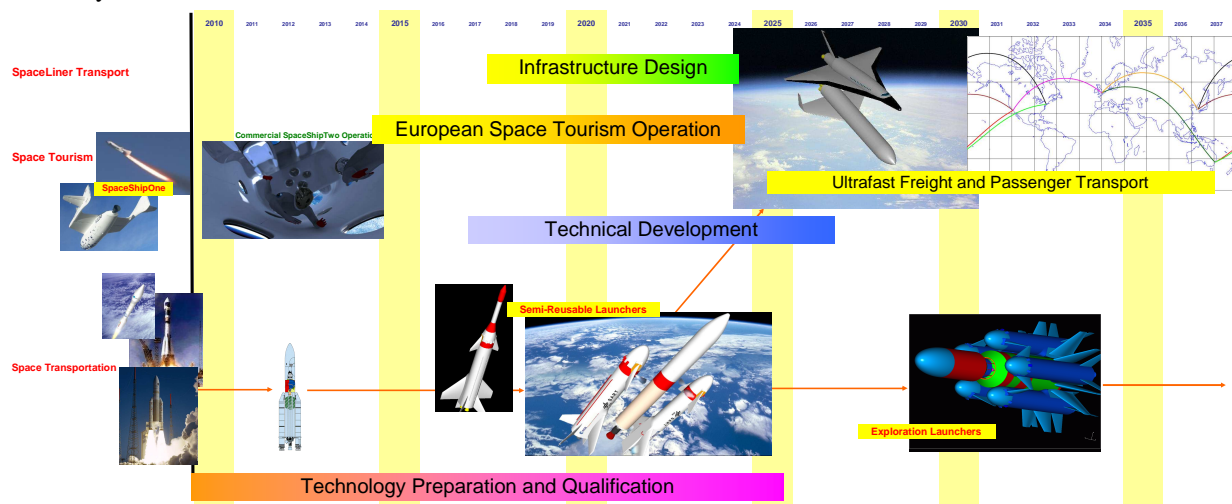 2010 2011 2012 2013 2014 2015 2016 2017 2018 2019 2020 2021 2022 2023 2024 2025 2026 2027 2028 2029 2030 2031 2032 2033 2034 2035 2036 2037
SpaceLiner Transport
Infrastructure Design
Commercial SpaceShipTwo Operation
European Space Tourism Operation
Space Tourism
SpaceShipOne
Ultrafast Freight and Passenger Transport
Technical Development
Semi-Reusable Launchers
Space Transportation
Exploration Launchers
Technology Preparation and Qualification